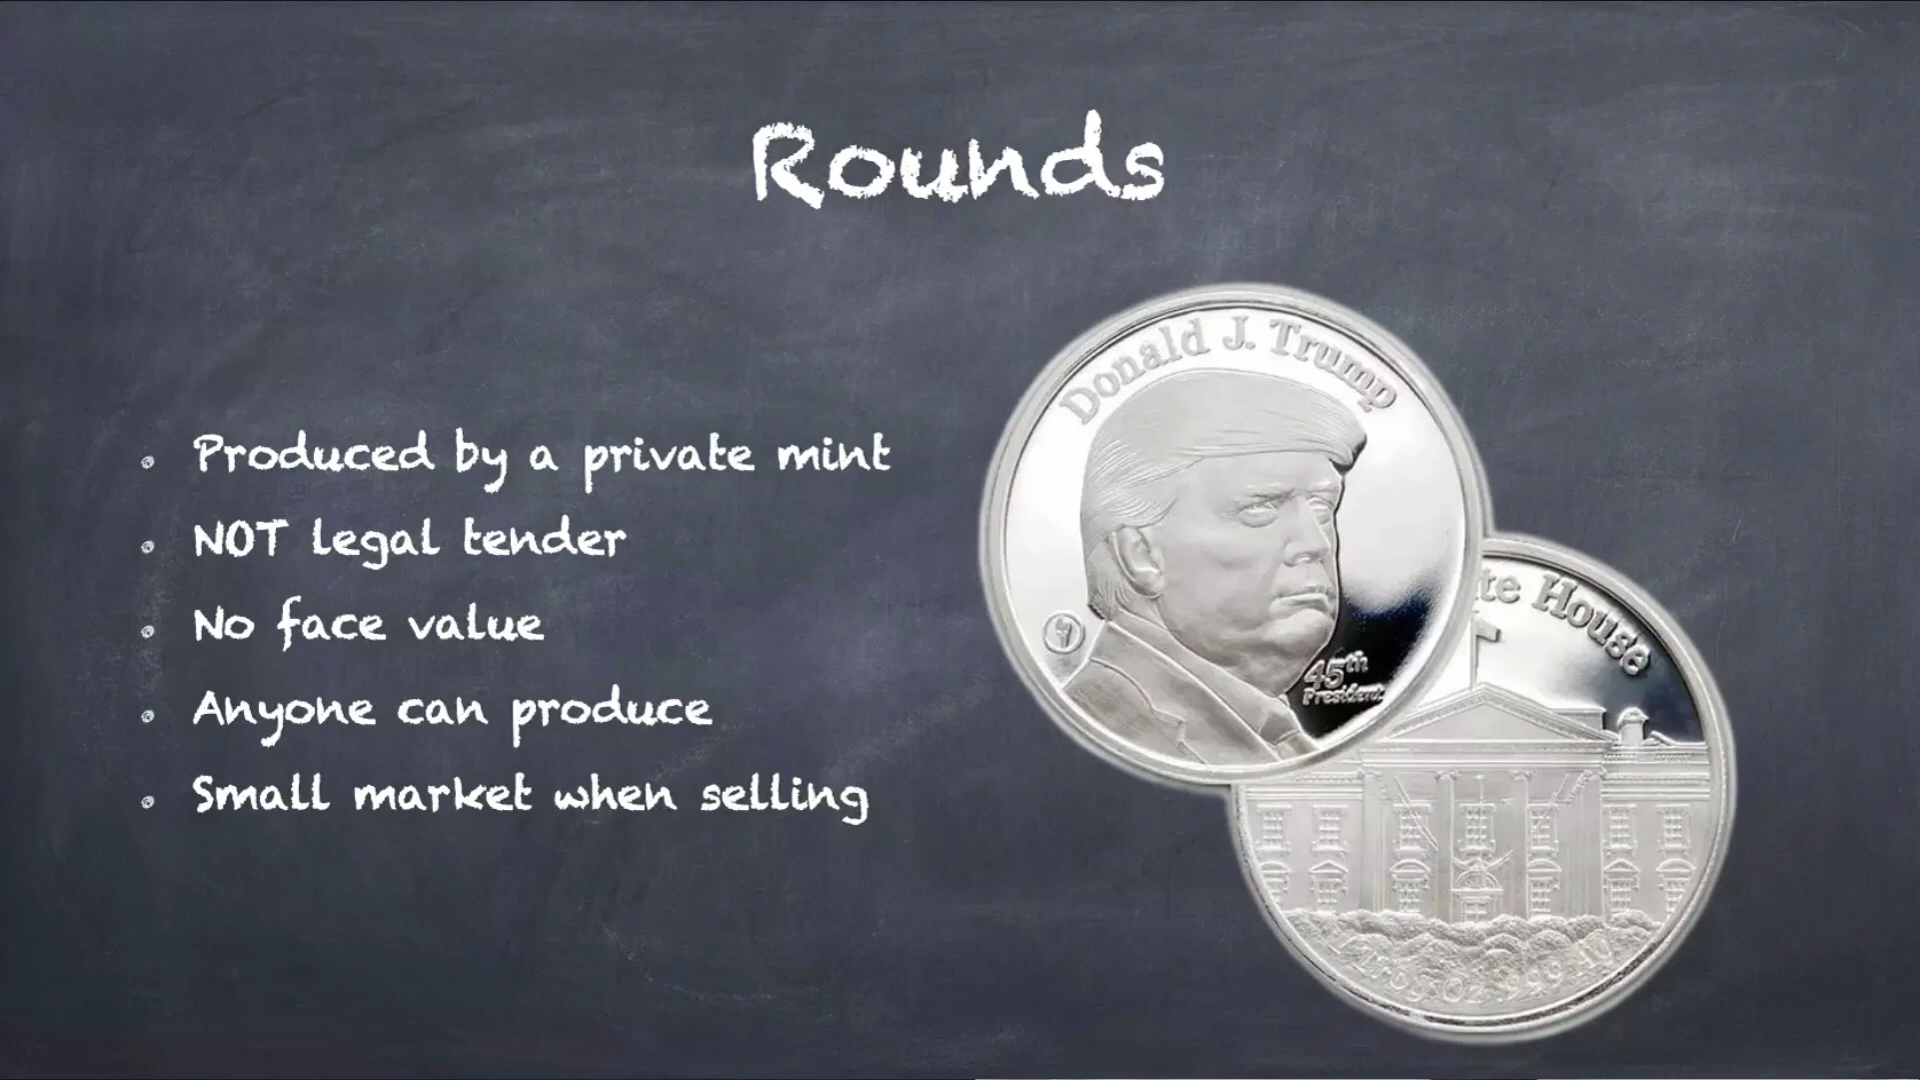 Rounds
Produced by a private mint
NOT legal tender
No face value
Anyone can produce
Small market when selling
Donald J. Trump
45th
President
te House